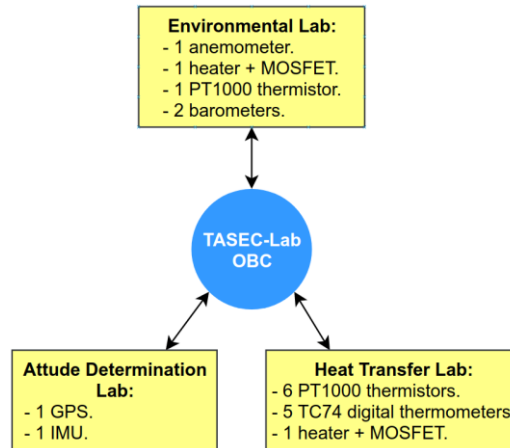 Environmental Lab:
- 1 anemometer.
- 1 heater + MOSFET.
- 1 PT1000 thermistor.
- 2 barometers.
TASEC-Lab
OBC
Attude Determination
Lab:
- 1 GPS.
- 1 IMU.
Heat Transfer Lab:
- 6 PT1000 thermistors.
- 5 TC74 digital thermometers
- 1 heater + MOSFET.